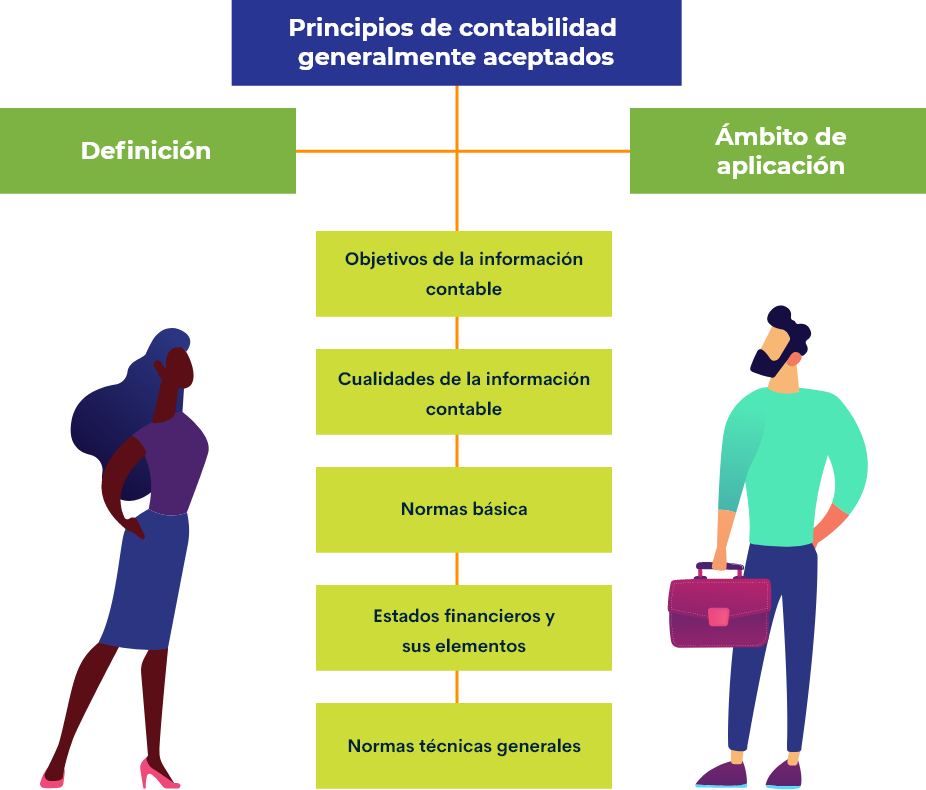 Principios de contabilidad
generalmente aceptados
Definición
Ámbito de
aplicación
Objetivos de la información
contable
Cualidades de la información
contable
Normas básica
Estados financieros y
sus elementos
Normas técnicas generales